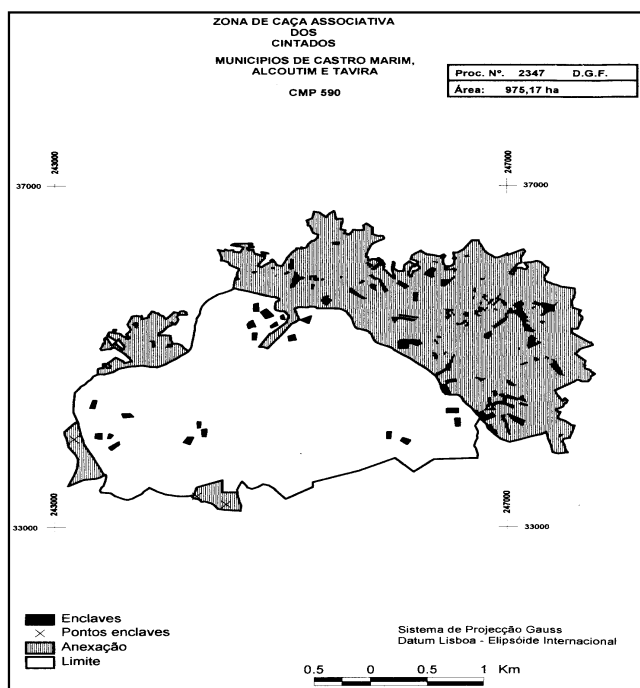 ZONA DE CAÇA ASSOCIATIVA
DOS
CINTADOS
MUNICIPIOS DE CASTRO MARIM,
ALCOUTIM E TAVIRA
CMP 590
Proc. Nº. 2347 D.G.F.
Área: 975,17 ha
243000
247000
37000
37000
33000
33000
243000
247000
Enclaves
Pontos enclaves
Anexação
Limite
Sistema de Projecção Gauss
Datum Lisboa - Elipsóide Internacional
0.5 0 0.5 1 Km